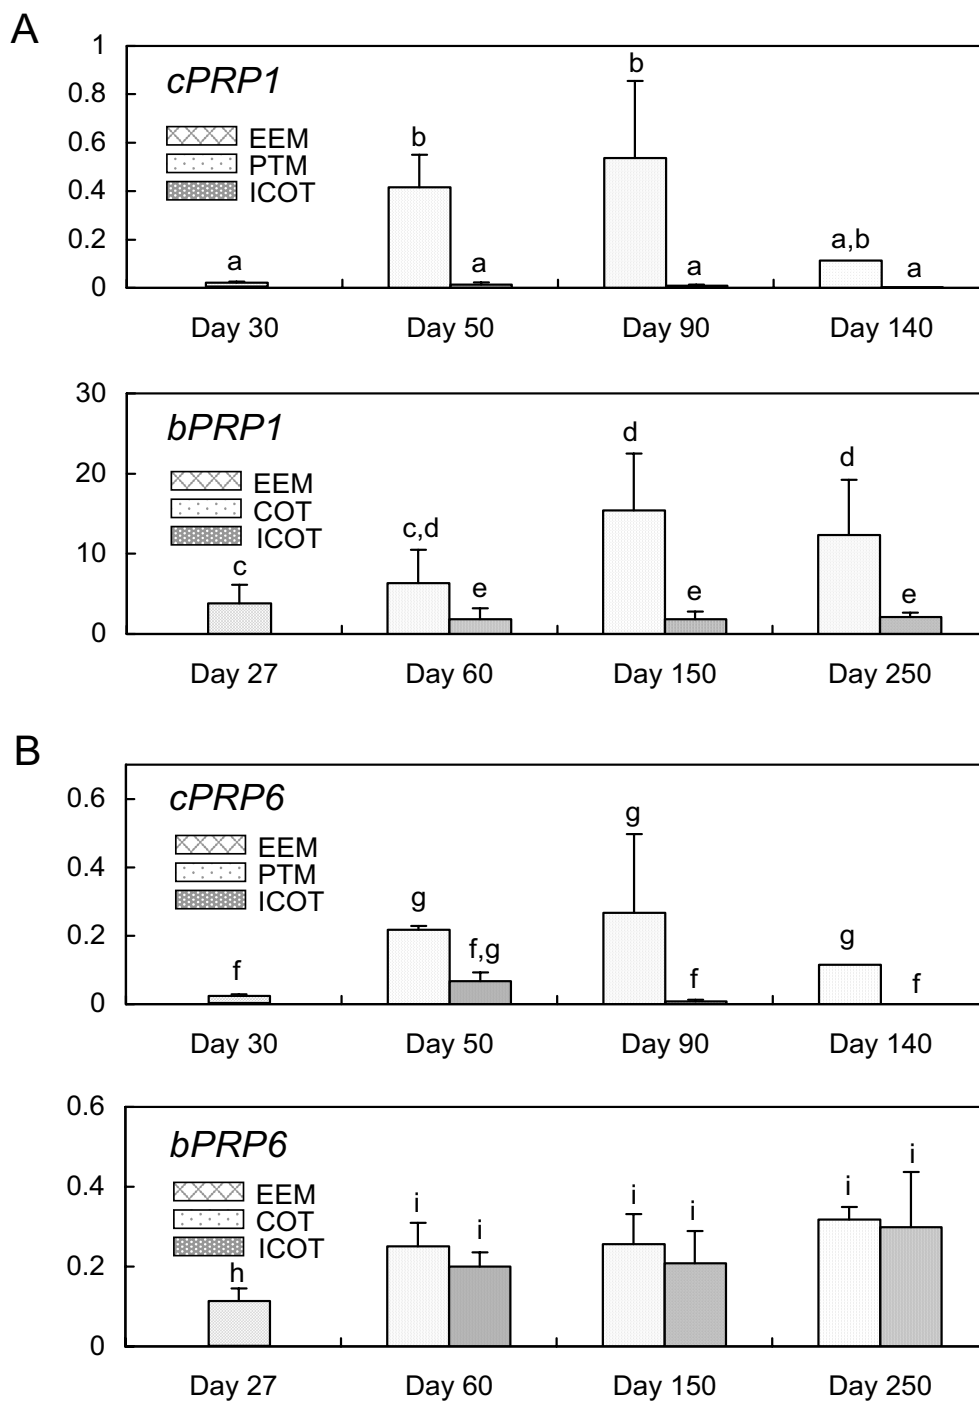 A
1
0.8
0.6
0.4
0.2
0
cPRP1
EEM
PTM
ICOT
a
b
a
b
a
a,b
a
Day 30
Day 50
Day 90
Day 140
30
20
10
0
bPRP1
EEM
COT
ICOT
c
c,d
e
d
e
d
e
Day 27
Day 60
Day 150
Day 250
B
0.6
0.4
0.2
0
cPRP6
EEM
PTM
ICOT
f
g
f,g
g
f
g
f
Day 30
Day 50
Day 90
Day 140
0.6
0.4
0.2
0
bPRP6
EEM
COT
ICOT
h
i
i
i
i
i
i
Day 27
Day 60
Day 150
Day 250